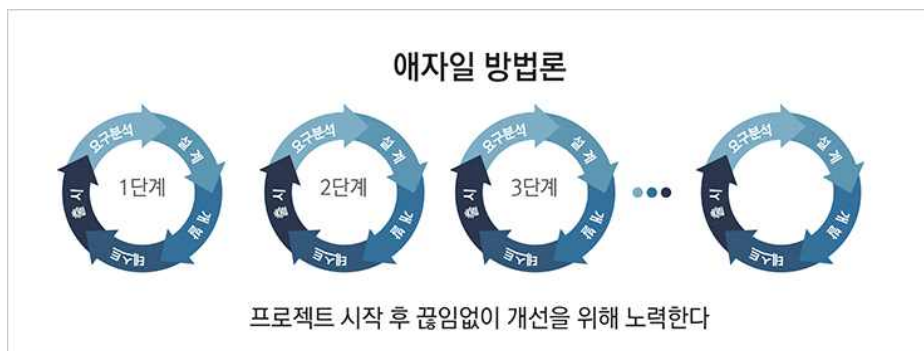 애자일 방법론
요구분석
설계
개발
테스트
출시
1단계
요구분석
설계
개발
테스트
출시
2단계
요구분석
설계
개발
테스트
출시
3단계
요구분석
설계
개발
테스트
출시
프로젝트 시작 후 끊임없이 개선을 위해 노력한다